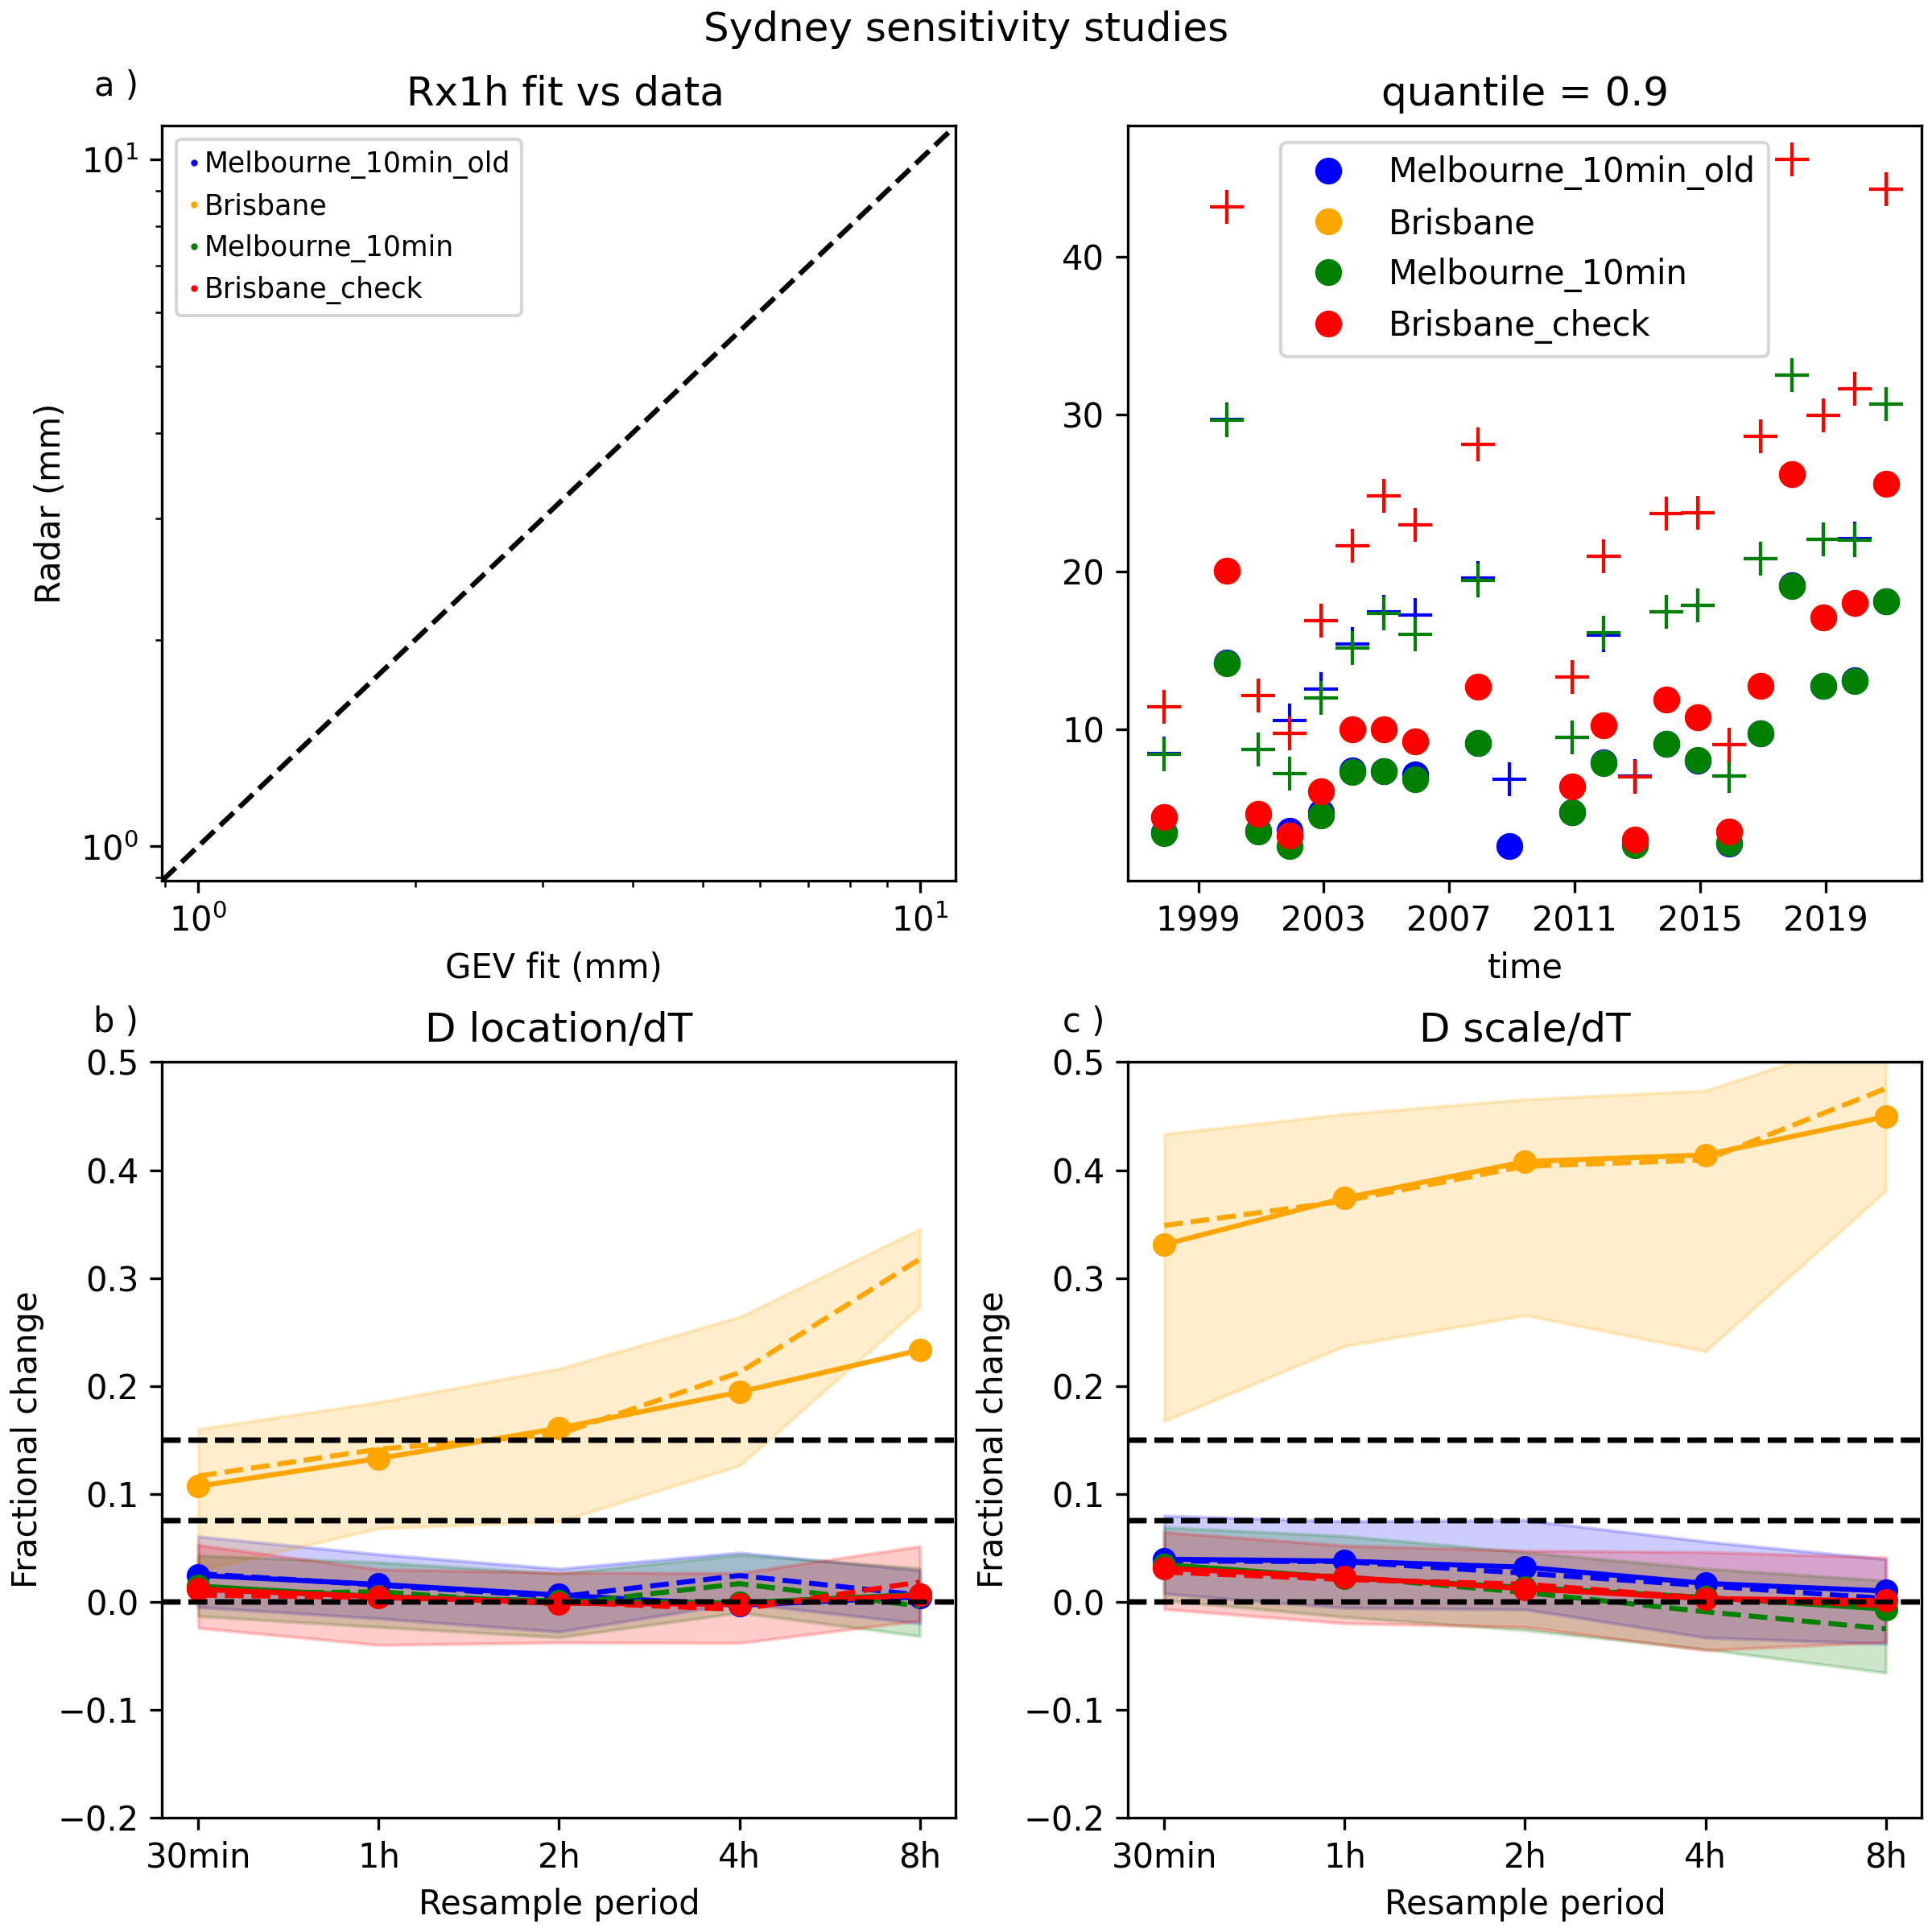 Sydney sensitivity studies
a )
Rx1h fit vs data
Melbourne_10min_old
Brisbane
Melbourne_10min
Brisbane_check
10¹
10⁰
Radar (mm)
10⁰ 10¹
GEV fit (mm)
quantile = 0.9
Melbourne_10min_old
Brisbane
Melbourne_10min
Brisbane_check
40
30
20
10
1999 2003 2007 2011 2015 2019
time
b )
D location/dT
0.5
0.4
0.3
0.2
0.1
0.0
−0.1
−0.2
Fractional change
30min 1h 2h 4h 8h
Resample period
c )
D scale/dT
0.5
0.4
0.3
0.2
0.1
0.0
−0.1
−0.2
Fractional change
30min 1h 2h 4h 8h
Resample period